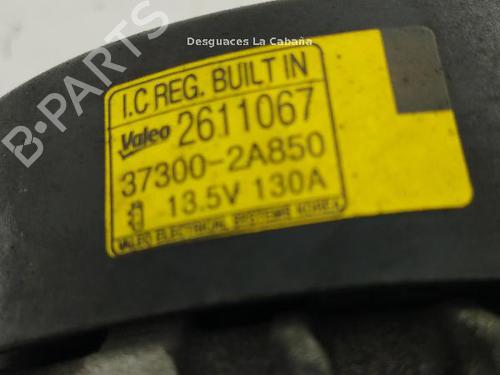 Desguaces La Cabaña
B-PARTS
I.C REG. BUILT IN
Valeo 2611067
37300-2A850
13.5V 130A
VALEO ELECTRICAL SYSTEMS KOREA